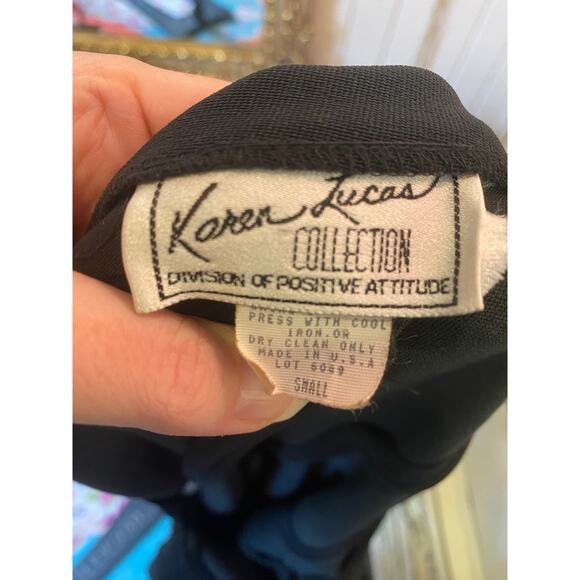 Karen Lucas
COLLECTION
DIVISION OF POSITIVE ATTITUDE
PRESS WITH COOL
IRON.OR
DRY CLEAN ONLY
MADE IN U.S.A
LOT 6049
SMALL